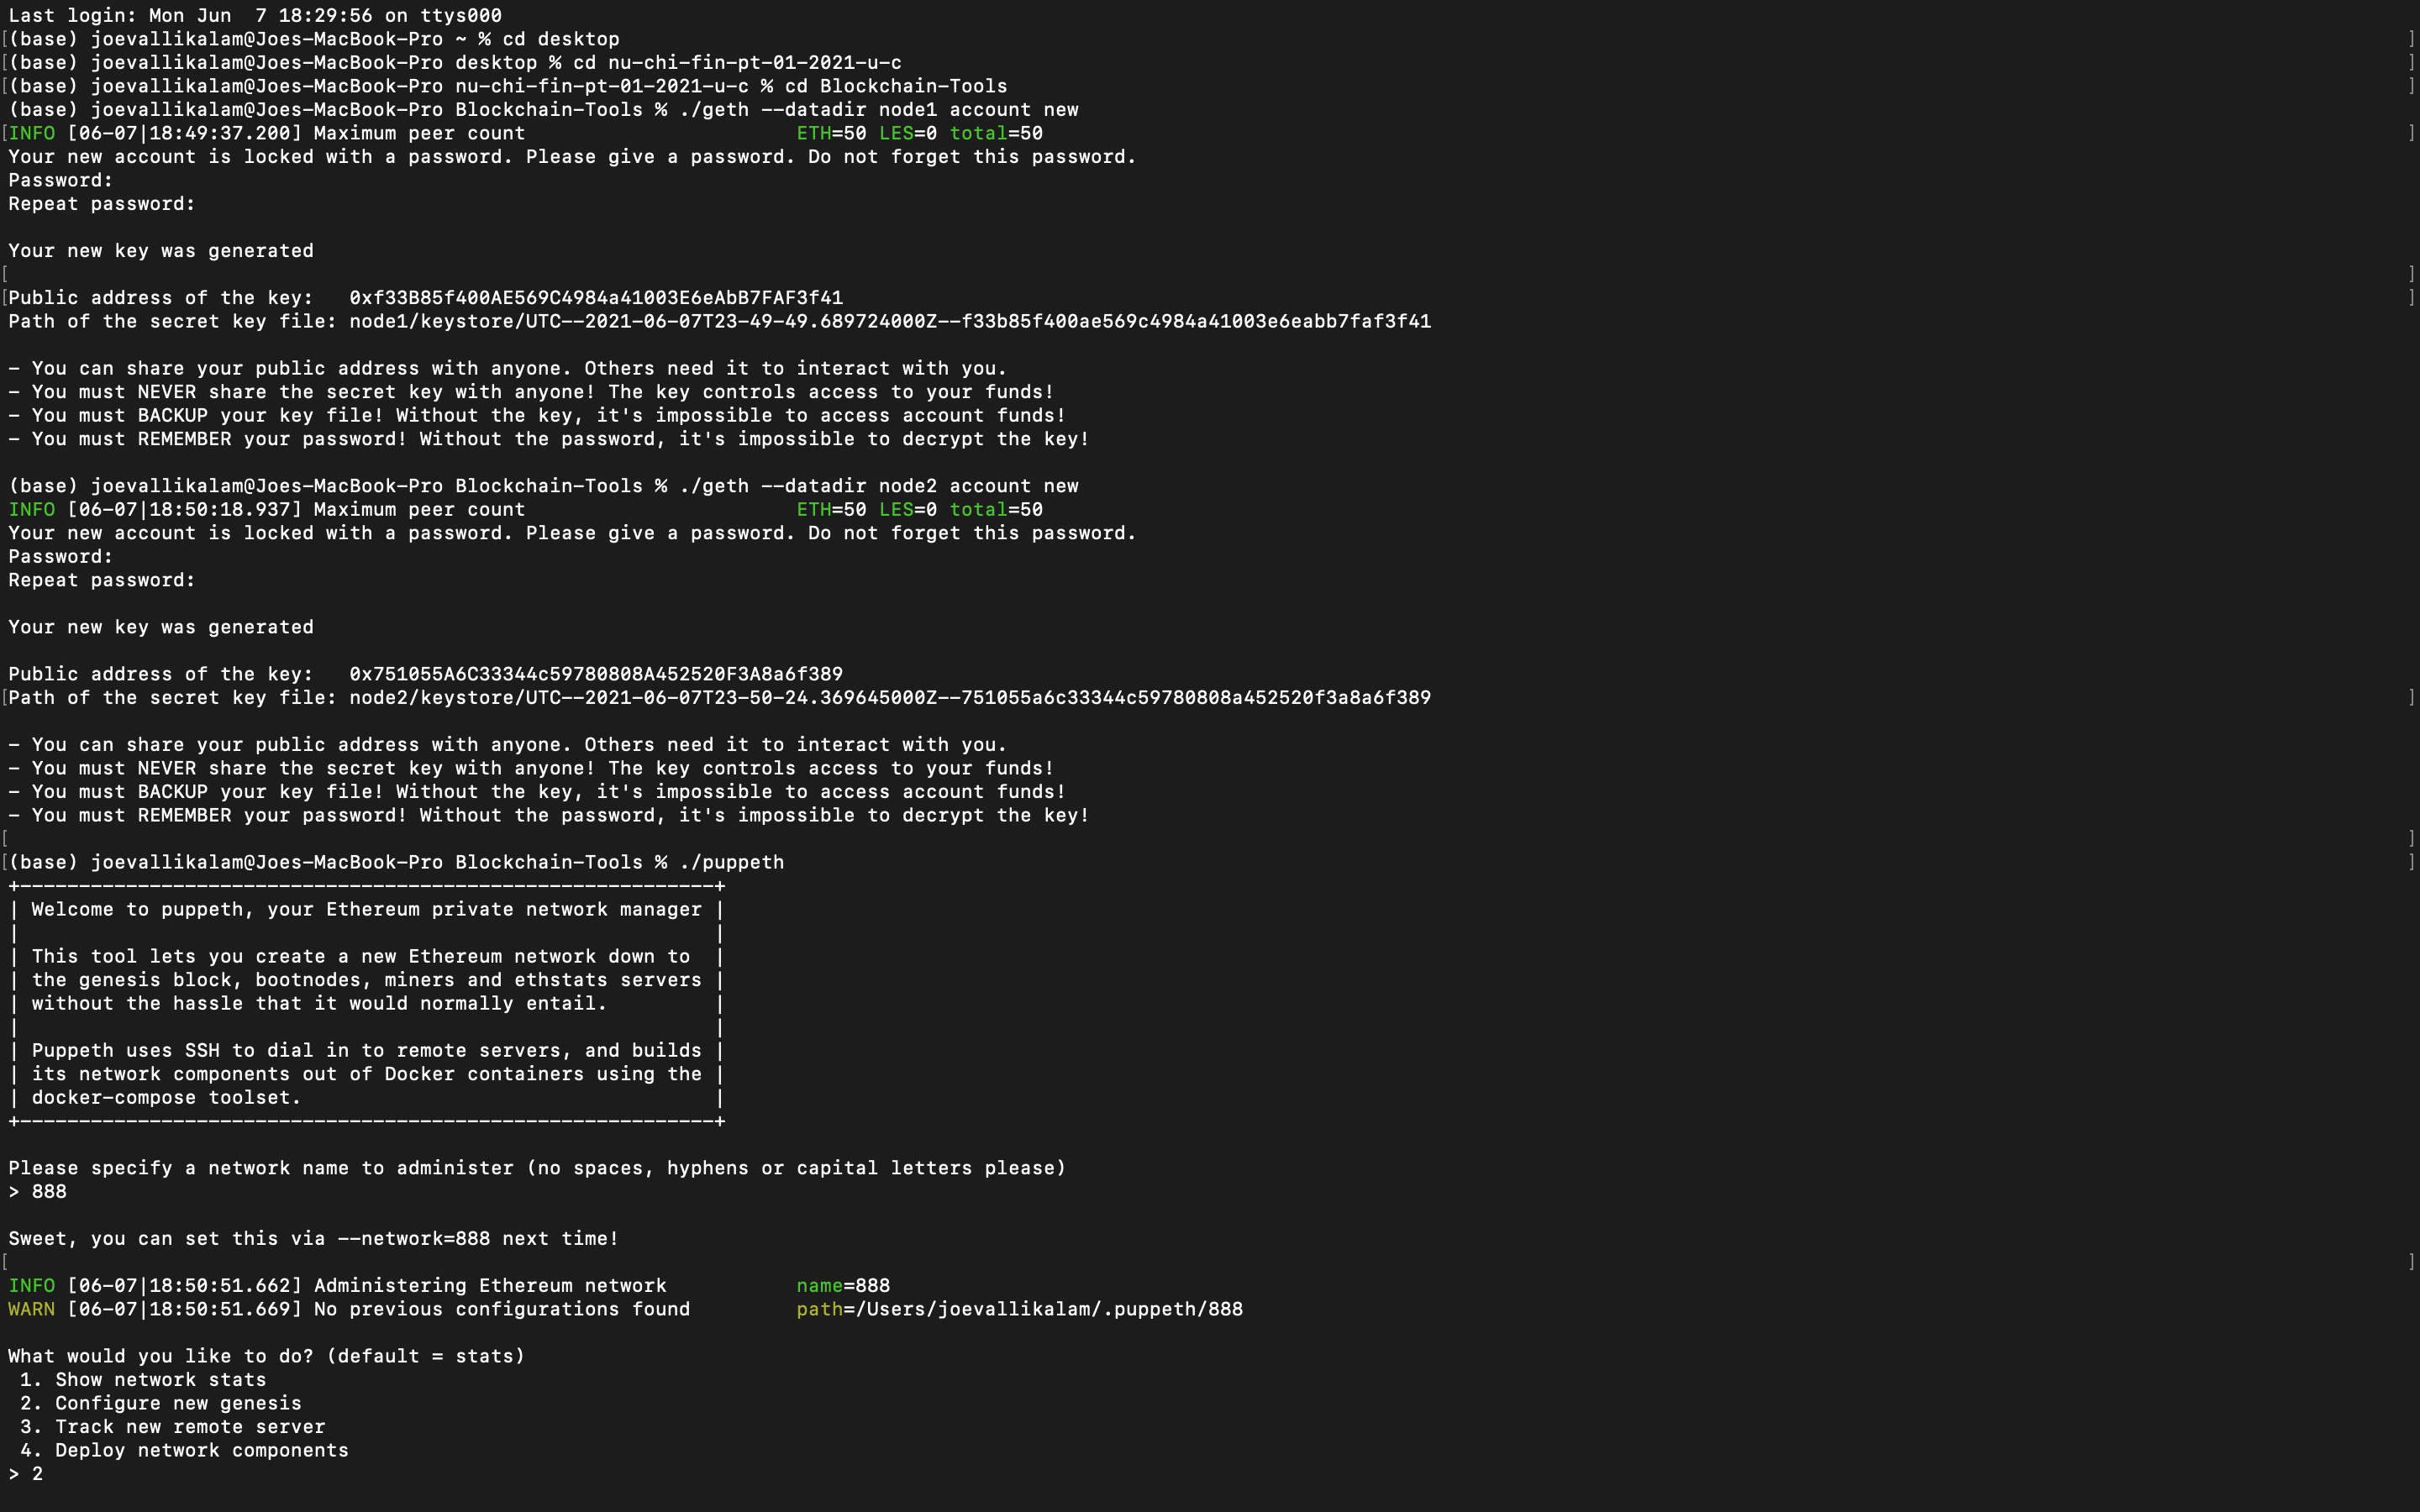 Last login: Mon Jun  7 18:29:56 on ttys000
[(base) joevallikalam@Joes-MacBook-Pro ~ % cd desktop ]
[(base) joevallikalam@Joes-MacBook-Pro desktop % cd nu-chi-fin-pt-01-2021-u-c ]
[(base) joevallikalam@Joes-MacBook-Pro nu-chi-fin-pt-01-2021-u-c % cd Blockchain-Tools ]
(base) joevallikalam@Joes-MacBook-Pro Blockchain-Tools % ./geth --datadir node1 account new
[INFO [06-07|18:49:37.200] Maximum peer count                       ETH=50 LES=0 total=50 ]
Your new account is locked with a password. Please give a password. Do not forget this password.
Password:
Repeat password:

Your new key was generated
[ ]
[Public address of the key:   0xf33B85f400AE569C4984a41003E6eAbB7FAF3f41 ]
Path of the secret key file: node1/keystore/UTC--2021-06-07T23-49-49.689724000Z--f33b85f400ae569c4984a41003e6eabb7faf3f41

- You can share your public address with anyone. Others need it to interact with you.
- You must NEVER share the secret key with anyone! The key controls access to your funds!
- You must BACKUP your key file! Without the key, it's impossible to access account funds!
- You must REMEMBER your password! Without the password, it's impossible to decrypt the key!

(base) joevallikalam@Joes-MacBook-Pro Blockchain-Tools % ./geth --datadir node2 account new
INFO [06-07|18:50:18.937] Maximum peer count                       ETH=50 LES=0 total=50
Your new account is locked with a password. Please give a password. Do not forget this password.
Password:
Repeat password:

Your new key was generated

Public address of the key:   0x751055A6C33344c59780808A452520F3A8a6f389
[Path of the secret key file: node2/keystore/UTC--2021-06-07T23-50-24.369645000Z--751055a6c33344c59780808a452520f3a8a6f389 ]

- You can share your public address with anyone. Others need it to interact with you.
- You must NEVER share the secret key with anyone! The key controls access to your funds!
- You must BACKUP your key file! Without the key, it's impossible to access account funds!
- You must REMEMBER your password! Without the password, it's impossible to decrypt the key!
[ ]
[(base) joevallikalam@Joes-MacBook-Pro Blockchain-Tools % ./puppeth ]
+-----------------------------------------------------------+
| Welcome to puppeth, your Ethereum private network manager |
|                                                           |
| This tool lets you create a new Ethereum network down to  |
| the genesis block, bootnodes, miners and ethstats servers |
| without the hassle that it would normally entail.         |
|                                                           |
| Puppeth uses SSH to dial in to remote servers, and builds |
| its network components out of Docker containers using the |
| docker-compose toolset.                                   |
+-----------------------------------------------------------+

Please specify a network name to administer (no spaces, hyphens or capital letters please)
> 888

Sweet, you can set this via --network=888 next time!
[ ]
INFO [06-07|18:50:51.662] Administering Ethereum network           name=888
WARN [06-07|18:50:51.669] No previous configurations found         path=/Users/joevallikalam/.puppeth/888

What would you like to do? (default = stats)
 1. Show network stats
 2. Configure new genesis
 3. Track new remote server
 4. Deploy network components
> 2